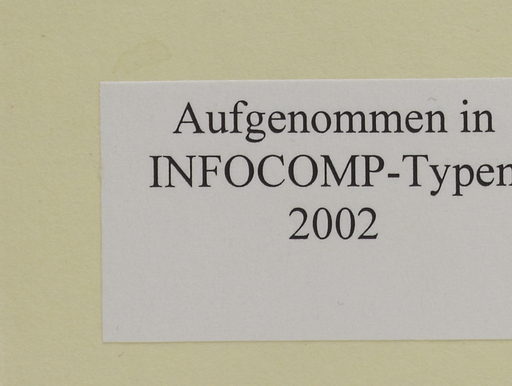 Aufgenommen in
INFOCOMP-Typen
2002